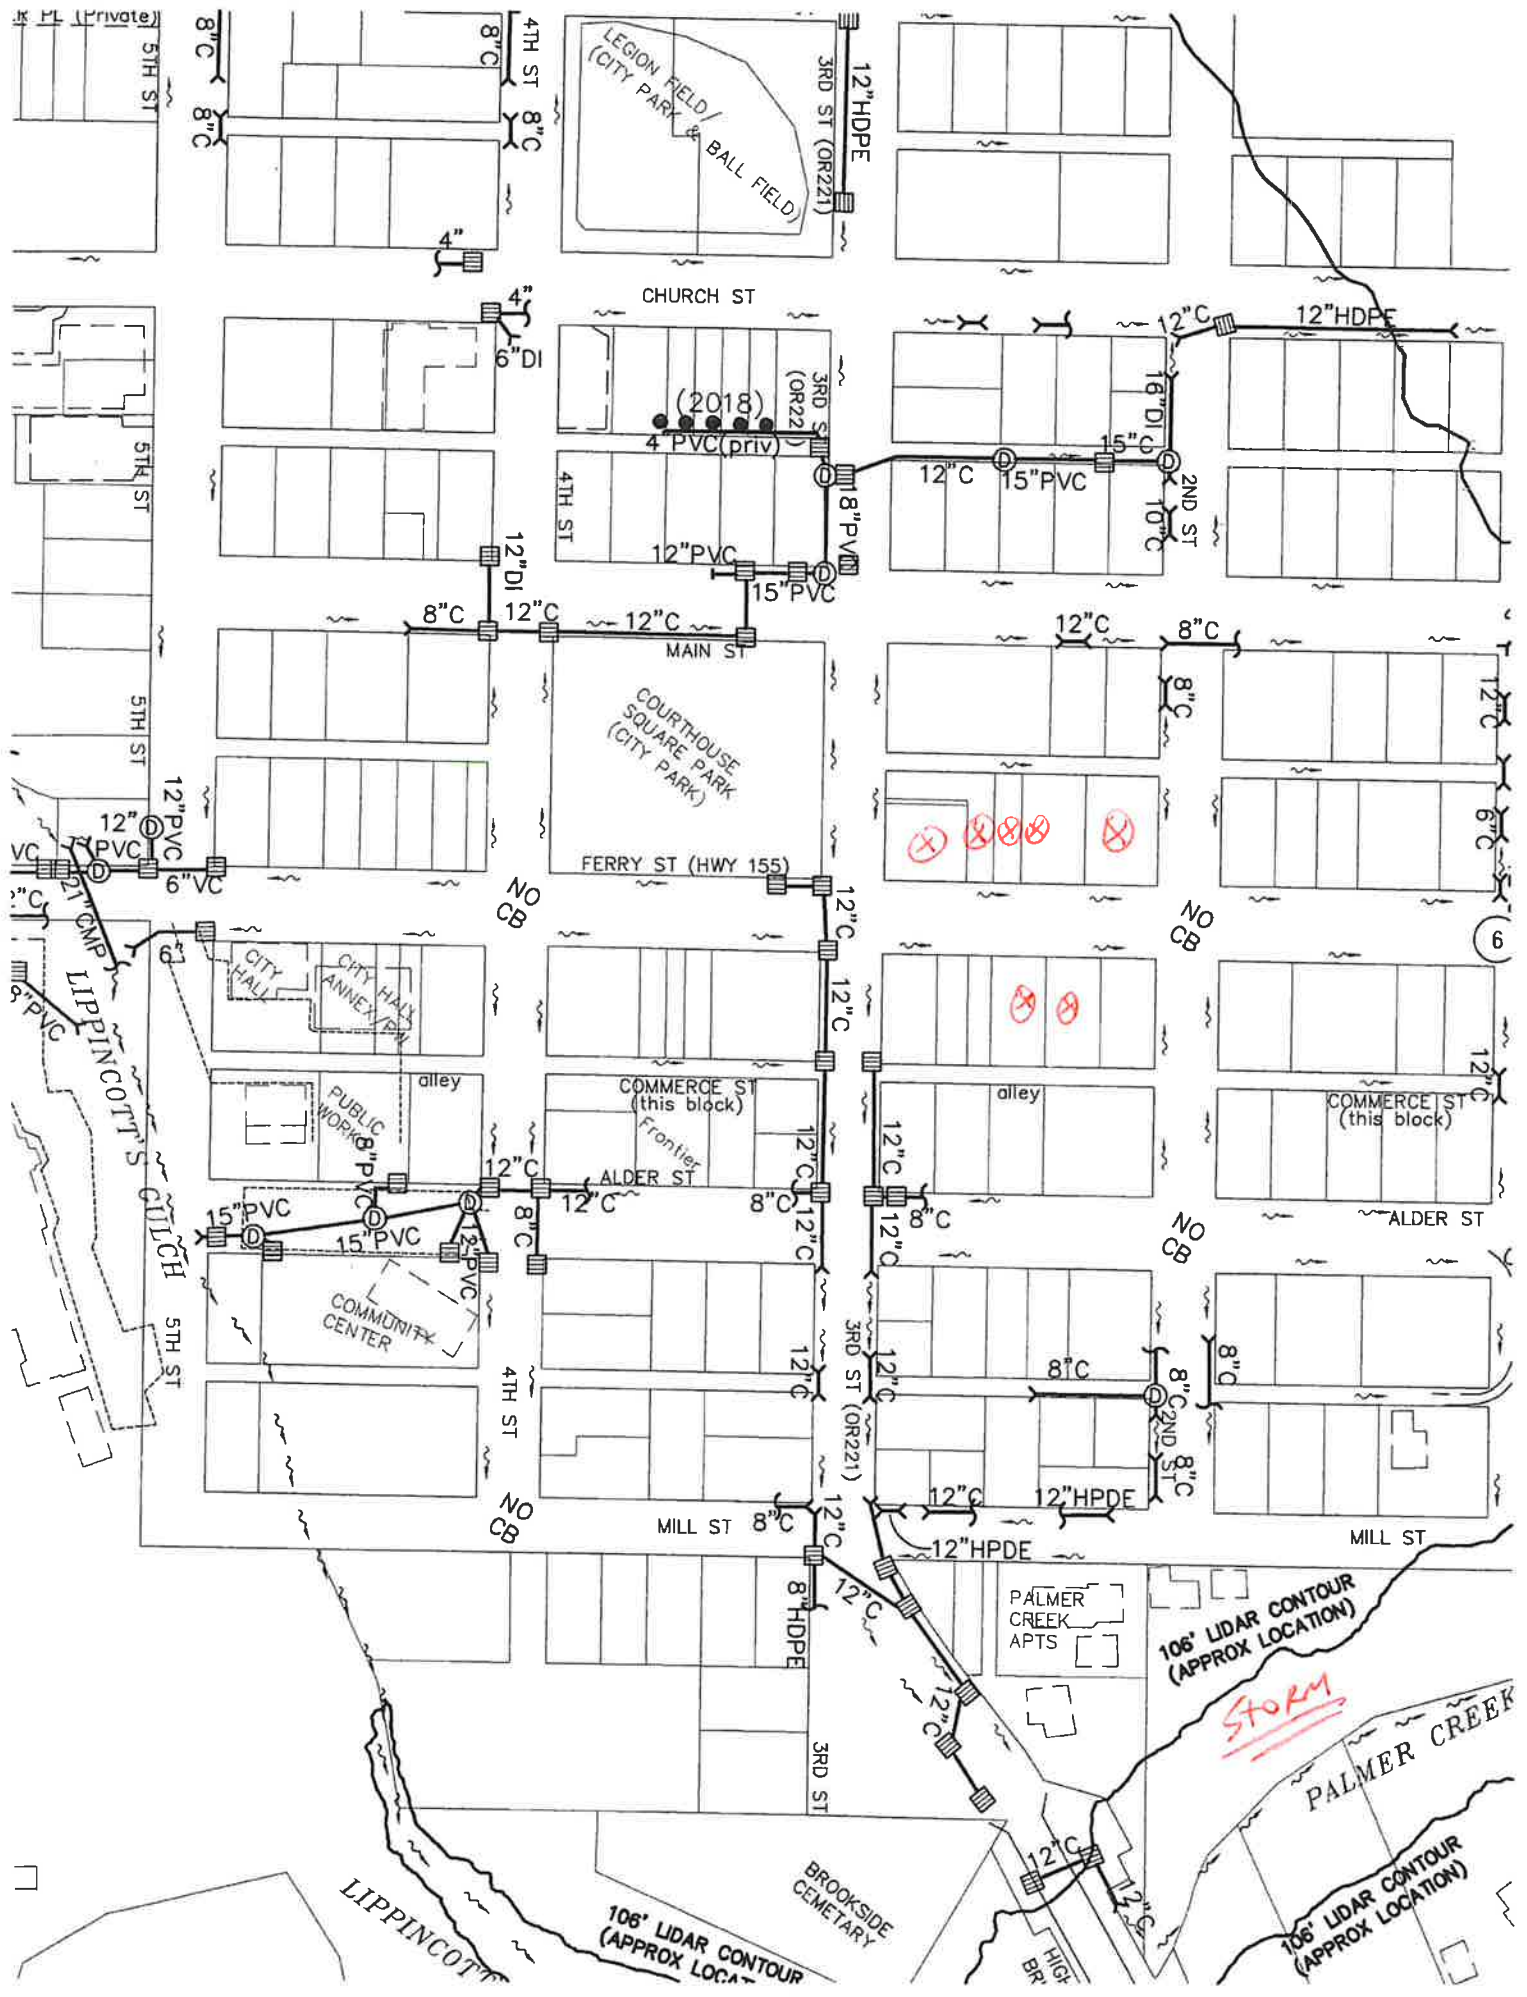 R PL (Private)
5TH ST
8"C
8"C
4TH ST
8"C
8"C
LEGION FIELD/
(CITY PARK & BALL FIELD)
3RD ST (OR221)
12"HDPE
4"
CHURCH ST
4"
6"DI
12"C
12"HDPE
(2018)
4"PVC(priv)
3RD S
(OR22
16"DI
15"C
12"C
15"PVC
10"C
2ND ST
18"PVC
5TH ST
4TH ST
12"DI
12"PVC
15"PVC
8"C
12"C
12"C
MAIN ST
12"C
8"C
8"C
12"C
5TH ST
COURTHOUSE
SQUARE PARK
(CITY PARK)
12"PVC
12"
PVC
VC
6"VC
6"C
FERRY ST (HWY 155)
NO
CB
12"C
NO
CB
6
"C
21"CMP
6"
CITY
HALL
CITY HALL
ANNEX/PW
12"C
LIPPINCOTT'S GULCH
"PVC
alley
COMMERCE ST
(this block)
Frontier
alley
12"C
COMMERCE ST
(this block)
PUBLIC
WORKS
8"PVC
12"C
12"C
ALDER ST
12"C
8"C
12"C
12"C
8"C
12"C
ALDER ST
NO
CB
15"PVC
15"PVC
12"PVC
8"C
COMMUNITY
CENTER
5TH ST
4TH ST
12"C
3RD ST (OR221)
12"C
8"C
8"C
2ND ST
8"C
8"C
NO
CB
MILL ST
8"C
12"C
12"C
12"HPDE
12"HPDE
MILL ST
8"HDPE
12"C
PALMER
CREEK
APTS
106' LIDAR CONTOUR
(APPROX LOCATION)
STORM
12"C
3RD ST
PALMER CREEK
12"C
12"C
BROOKSIDE
CEMETARY
HIGH
BR
LIPPINCOTT
106' LIDAR CONTOUR
(APPROX LOCAT
106' LIDAR CONTOUR
(APPROX LOCATION)